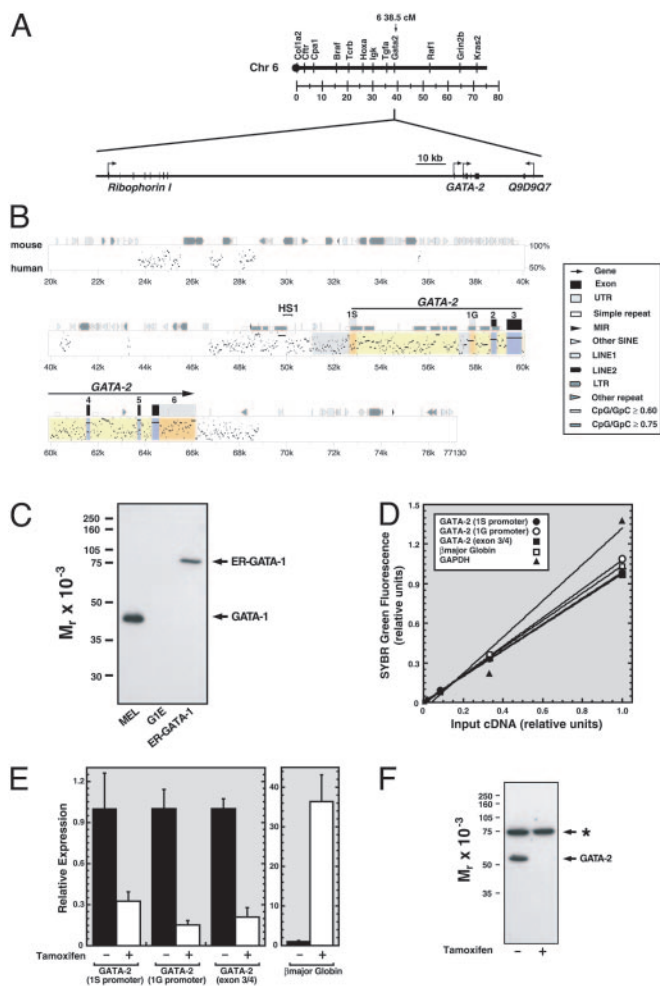 A
6 38.5 cM
Col1a2 Cftr Cpa1 Braf Tcrb Hoxa Igk Tgfa Gata2 Raf1 Grin2b Kras2
Chr 6
0 10 20 30 40 50 60 70 80
10 kb
Ribophorin I GATA-2 Q9D9Q7
B
mouse 100%
human 50%
20k 22k 24k 26k 28k 30k 32k 34k 36k 38k 40k
HS1 GATA-2
1S 1G 2 3
40k 42k 44k 46k 48k 50k 52k 54k 56k 58k 60k
GATA-2
4 5 6
60k 62k 64k 66k 68k 70k 72k 74k 76k 77130
Gene
Exon
UTR
Simple repeat
MIR
Other SINE
LINE1
LINE2
LTR
Other repeat
CpG/GpC ≥ 0.60
CpG/GpC ≥ 0.75
C
Mr x 10-3
250
160
105
75
50
35
30
ER-GATA-1
GATA-1
MEL G1E ER-GATA-1
D
SYBR Green Fluorescence
(relative units)
1.5
1.2
0.9
0.6
0.3
0
GATA-2 (1S promoter)
GATA-2 (1G promoter)
GATA-2 (exon 3/4)
βmajor Globin
GAPDH
0 0.2 0.4 0.6 0.8 1.0
Input cDNA (relative units)
E
Relative Expression
1.2
0.9
0.6
0.3
0
40
30
20
10
0
Tamoxifen − + − + − + − +
GATA-2 GATA-2 GATA-2 βmajor Globin
(1S promoter) (1G promoter) (exon 3/4)
F
Mr x 10-3
250
160
105
75
50
35
*
GATA-2
Tamoxifen − +